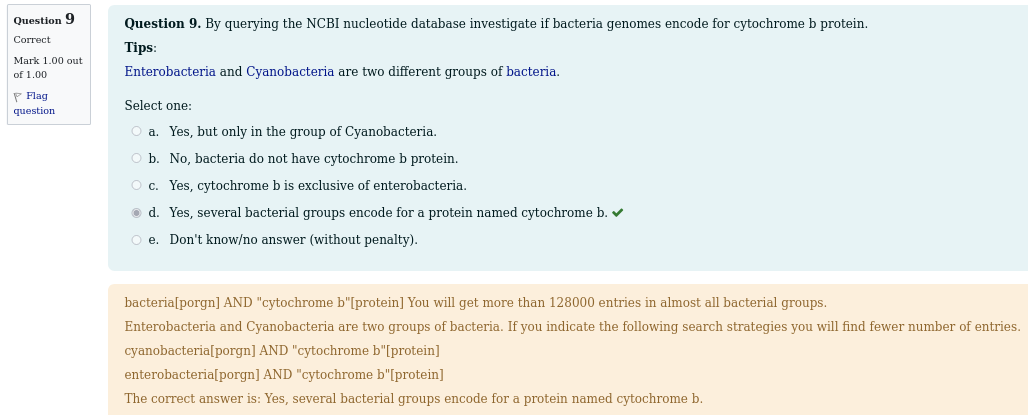 Question 9
Correct
Mark 1.00 out
of 1.00
Flag
question
Question 9. By querying the NCBI nucleotide database investigate if bacteria genomes encode for cytochrome b protein.
Tips:
Enterobacteria and Cyanobacteria are two different groups of bacteria.
Select one:
a. Yes, but only in the group of Cyanobacteria.
b. No, bacteria do not have cytochrome b protein.
c. Yes, cytochrome b is exclusive of enterobacteria.
d. Yes, several bacterial groups encode for a protein named cytochrome b.
e. Don't know/no answer (without penalty).
bacteria[porgn] AND "cytochrome b"[protein] You will get more than 128000 entries in almost all bacterial groups.
Enterobacteria and Cyanobacteria are two groups of bacteria. If you indicate the following search strategies you will find fewer number of entries.
cyanobacteria[porgn] AND "cytochrome b"[protein]
enterobacteria[porgn] AND "cytochrome b"[protein]
The correct answer is: Yes, several bacterial groups encode for a protein named cytochrome b.